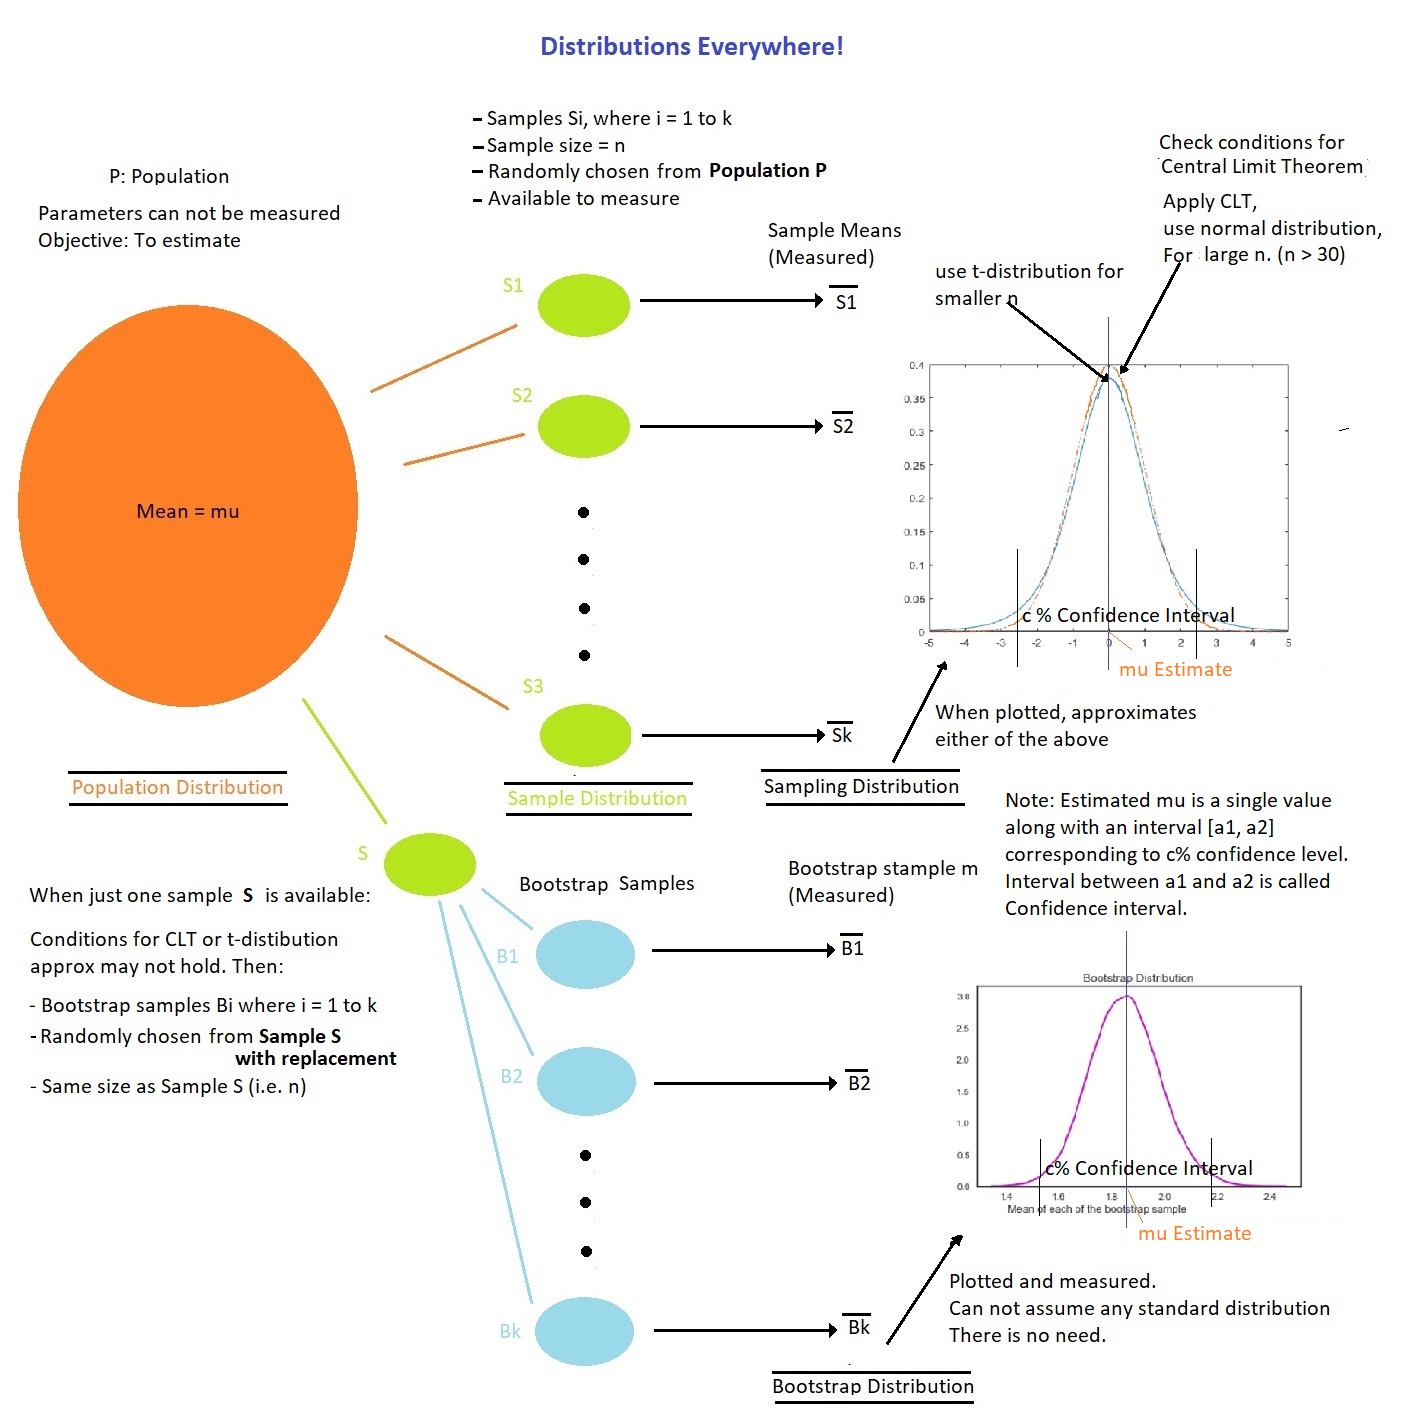 Distributions Everywhere!
– Samples Si, where i = 1 to k
– Sample size = n
– Randomly chosen from Population P
– Available to measure
P: Population
Parameters can not be measured
Objective: To estimate
Mean = mu
Population Distribution
S1
S2
S3
Sample Distribution
Sample Means
(Measured)
S1
S2
Sk
Sampling Distribution
Check conditions for
Central Limit Theorem
Apply CLT,
use normal distribution,
For large n. (n > 30)
use t-distribution for
smaller n
0.4
0.35
0.3
0.25
0.2
0.15
0.1
0.05
0
-5 -4 -3 -2 -1 0 1 2 3 4 5
c % Confidence Interval
mu Estimate
When plotted, approximates
either of the above
Note: Estimated mu is a single value
along with an interval [a1, a2]
corresponding to c% confidence level.
Interval between a1 and a2 is called
Confidence interval.
S
When just one sample S is available:
Conditions for CLT or t-distibution
approx may not hold. Then:
- Bootstrap samples Bi where i = 1 to k
- Randomly chosen from Sample S
with replacement
- Same size as Sample S (i.e. n)
Bootstrap Samples
B1
B2
Bk
Bootstrap stample m
(Measured)
B1
B2
Bk
Bootstrap Distribution
Bootstrap Distribution
3.0
2.5
2.0
1.5
1.0
0.5
0.0
1.4 1.6 1.8 2.0 2.2 2.4
Mean of each of the bootstrap sample
c% Confidence Interval
mu Estimate
Plotted and measured.
Can not assume any standard distribution
There is no need.